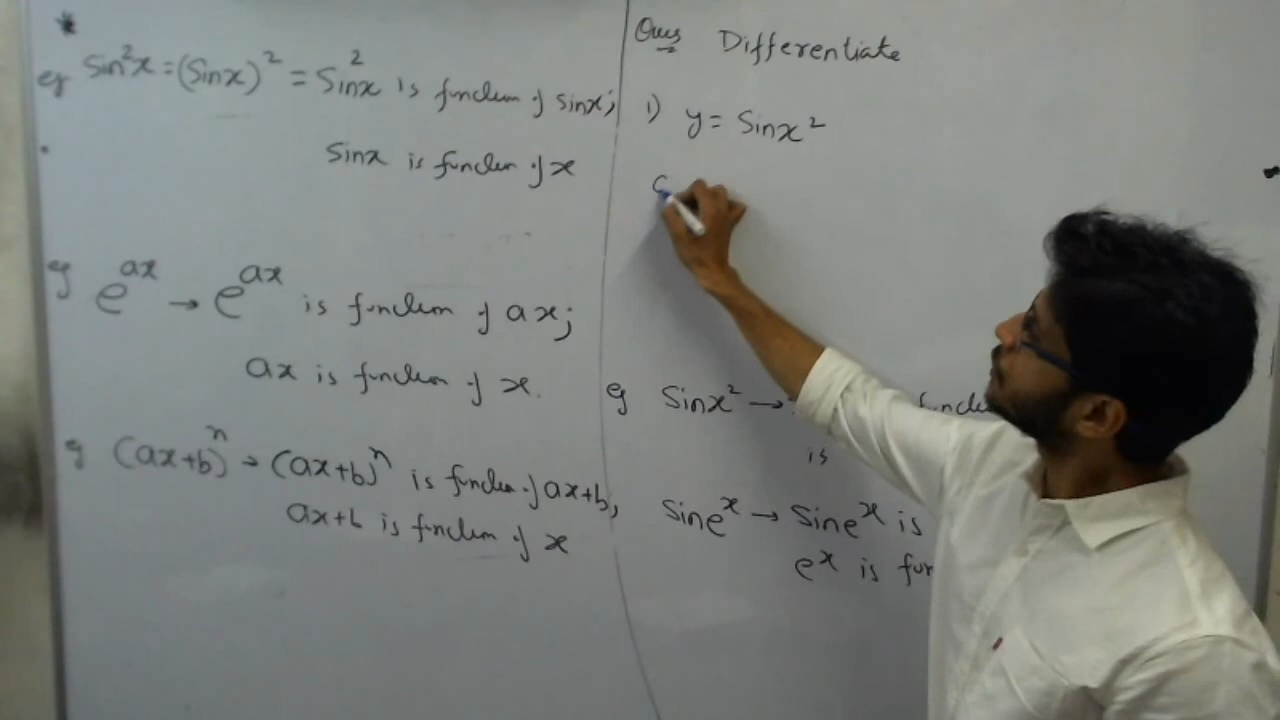 eg Sin²x = (Sinx)² = Sin²x is function of sinx;
Sinx is function of x
eg e^ax → e^ax is function of ax;
ax is function of x.
eg (ax+b)^n → (ax+b)^n is function of ax+b,
ax+b is function of x
Ques Differentiate
1) y = Sinx²
eg Sinx² →
is
Sine^x → Sine^x is
e^x is